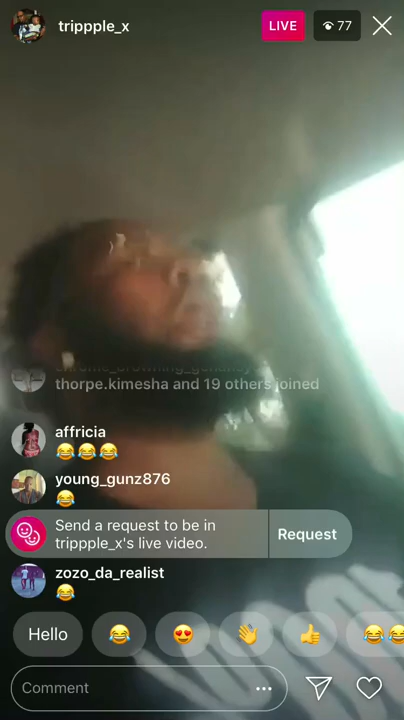 trippple_x
LIVE
77
thorpe.kimesha and 19 others joined
affricia
😂😂😂
young_gunz876
😂
Send a request to be in
trippple_x's live video.
Request
zozo_da_realist
😂
Hello
😂
😍
👋
👍
😂😂
Comment